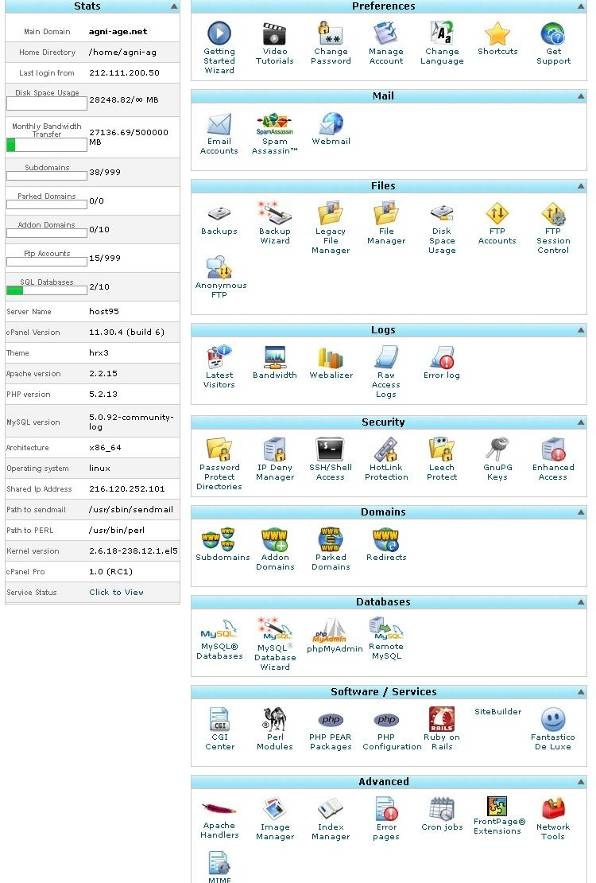 Stats
Main Domain agni-age.net
Home Directory /home/agni-ag
Last login from 212.111.200.50
Disk Space Usage 28248.82/∞ MB
Monthly Bandwidth
Transfer 27136.69/500000
MB
Subdomains 38/999
Parked Domains 0/0
Addon Domains 0/10
Ftp Accounts 15/999
SQL Databases 2/10
Server Name host95
cPanel Version 11.30.4 (build 6)
Theme hrx3
Apache version 2.2.15
PHP version 5.2.13
MySQL version 5.0.92-community-
log
Architecture x86_64
Operating system linux
Shared Ip Address 216.120.252.101
Path to sendmail /usr/sbin/sendmail
Path to PERL /usr/bin/perl
Kernel version 2.6.18-238.12.1.el5
cPanel Pro 1.0 (RC1)
Service Status Click to View
Preferences
Getting
Started
Wizard
Video
Tutorials
Change
Password
Manage
Account
Aa
Change
Language
Shortcuts
Get
Support
Mail
Email
Accounts
SpamAssassin
Spam
Assassin™
Webmail
Files
Backups
Backup
Wizard
Legacy
File
Manager
File
Manager
Disk
Space
Usage
FTP
Accounts
FTP
Session
Control
Anonymous
FTP
Logs
Latest
Visitors
Bandwidth
Webalizer
Raw
Access
Logs
Error log
Security
Password
Protect
Directories
IP Deny
Manager
SSH/Shell
Access
HotLink
Protection
Leech
Protect
GnuPG
Keys
Enhanced
Access
Domains
Subdomains
Addon
Domains
Parked
Domains
Redirects
Databases
MySQL
MySQL®
Databases
MySQL
MySQL®
Database
Wizard
php
MyAdmin
phpMyAdmin
MySQL
Remote
MySQL
Software / Services
CGI
CGI
Center
Perl
Modules
php
PHP PEAR
Packages
php
PHP
Configuration
RAILS
Ruby on
Rails
SiteBuilder
Fantastico
De Luxe
Advanced
Apache
Handlers
Image
Manager
Index
Manager
Error
pages
Cron jobs
FrontPage®
Extensions
Network
Tools
MIME